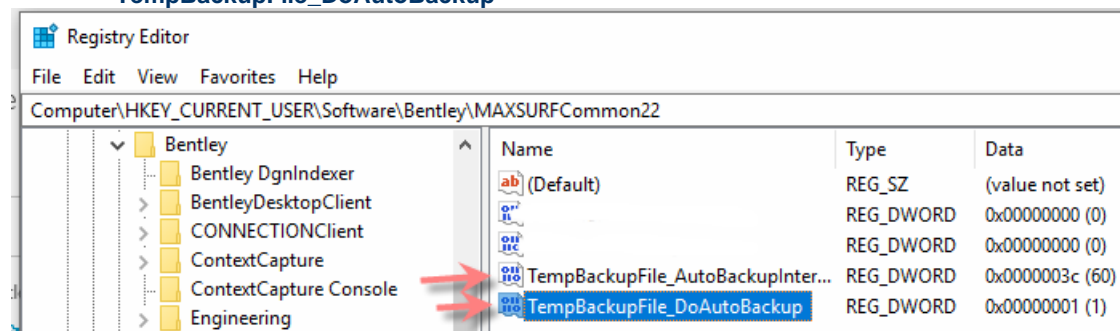 TempBackupFile_DoAutoBackup
Registry Editor
File Edit View Favorites Help
Computer\HKEY_CURRENT_USER\Software\Bentley\MAXSURFCommon22
Bentley
Bentley DgnIndexer
BentleyDesktopClient
CONNECTIONClient
ContextCapture
ContextCapture Console
Engineering
Name Type Data
(Default) REG_SZ (value not set)
REG_DWORD 0x00000000 (0)
REG_DWORD 0x00000000 (0)
TempBackupFile_AutoBackupInter... REG_DWORD 0x0000003c (60)
TempBackupFile_DoAutoBackup REG_DWORD 0x00000001 (1)